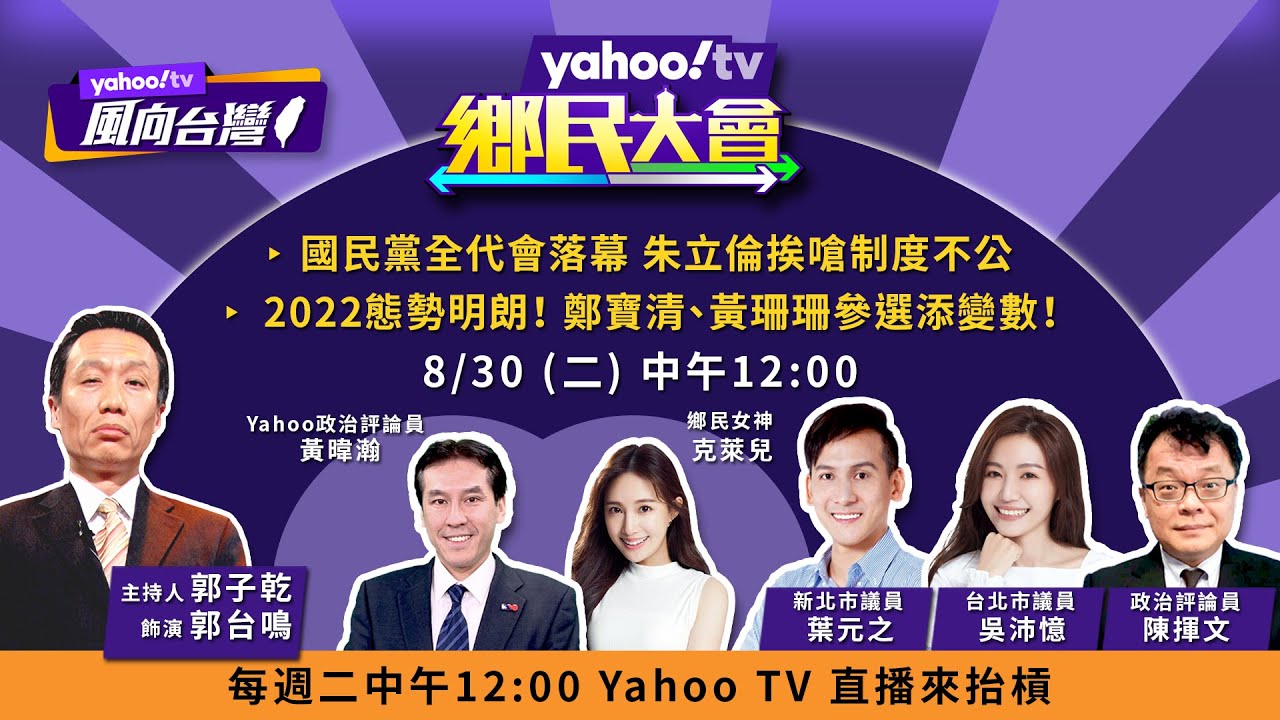 yahoo!tv
風向台灣
yahoo!tv
鄉民大會
‣ 國民黨全代會落幕 朱立倫挨嗆制度不公
‣ 2022態勢明朗! 鄭寶清、黃珊珊參選添變數!
8/30 (二) 中午12:00
Yahoo政治評論員
黃暐瀚
鄉民女神
克萊兒
主持人 郭子乾
飾演 郭台鳴
新北市議員
葉元之
台北市議員
吳沛憶
政治評論員
陳揮文
每週二中午12:00 Yahoo TV 直播來抬槓